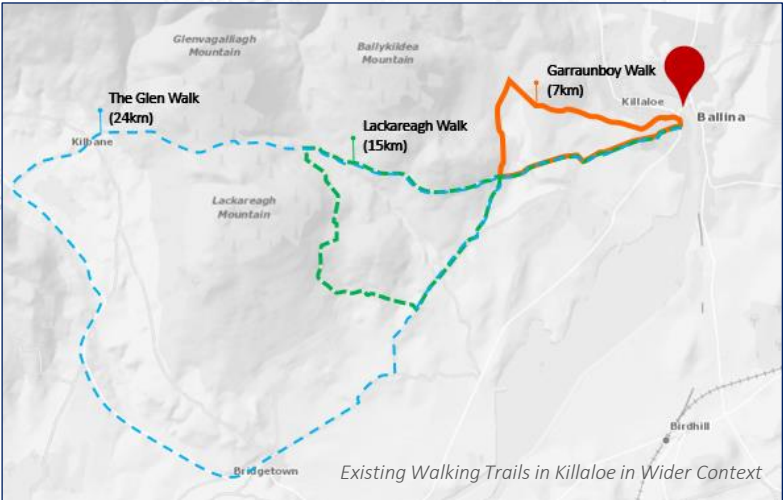 Glenvagalliagh
Mountain
Ballykildea
Mountain
Garraunboy Walk
(7km)
Killaloe
Ballina
The Glen Walk
(24km)
Kilbane
Lackareagh Walk
(15km)
Lackareagh
Mountain
Birdhill
Bridgetown
Existing Walking Trails in Killaloe in Wider Context